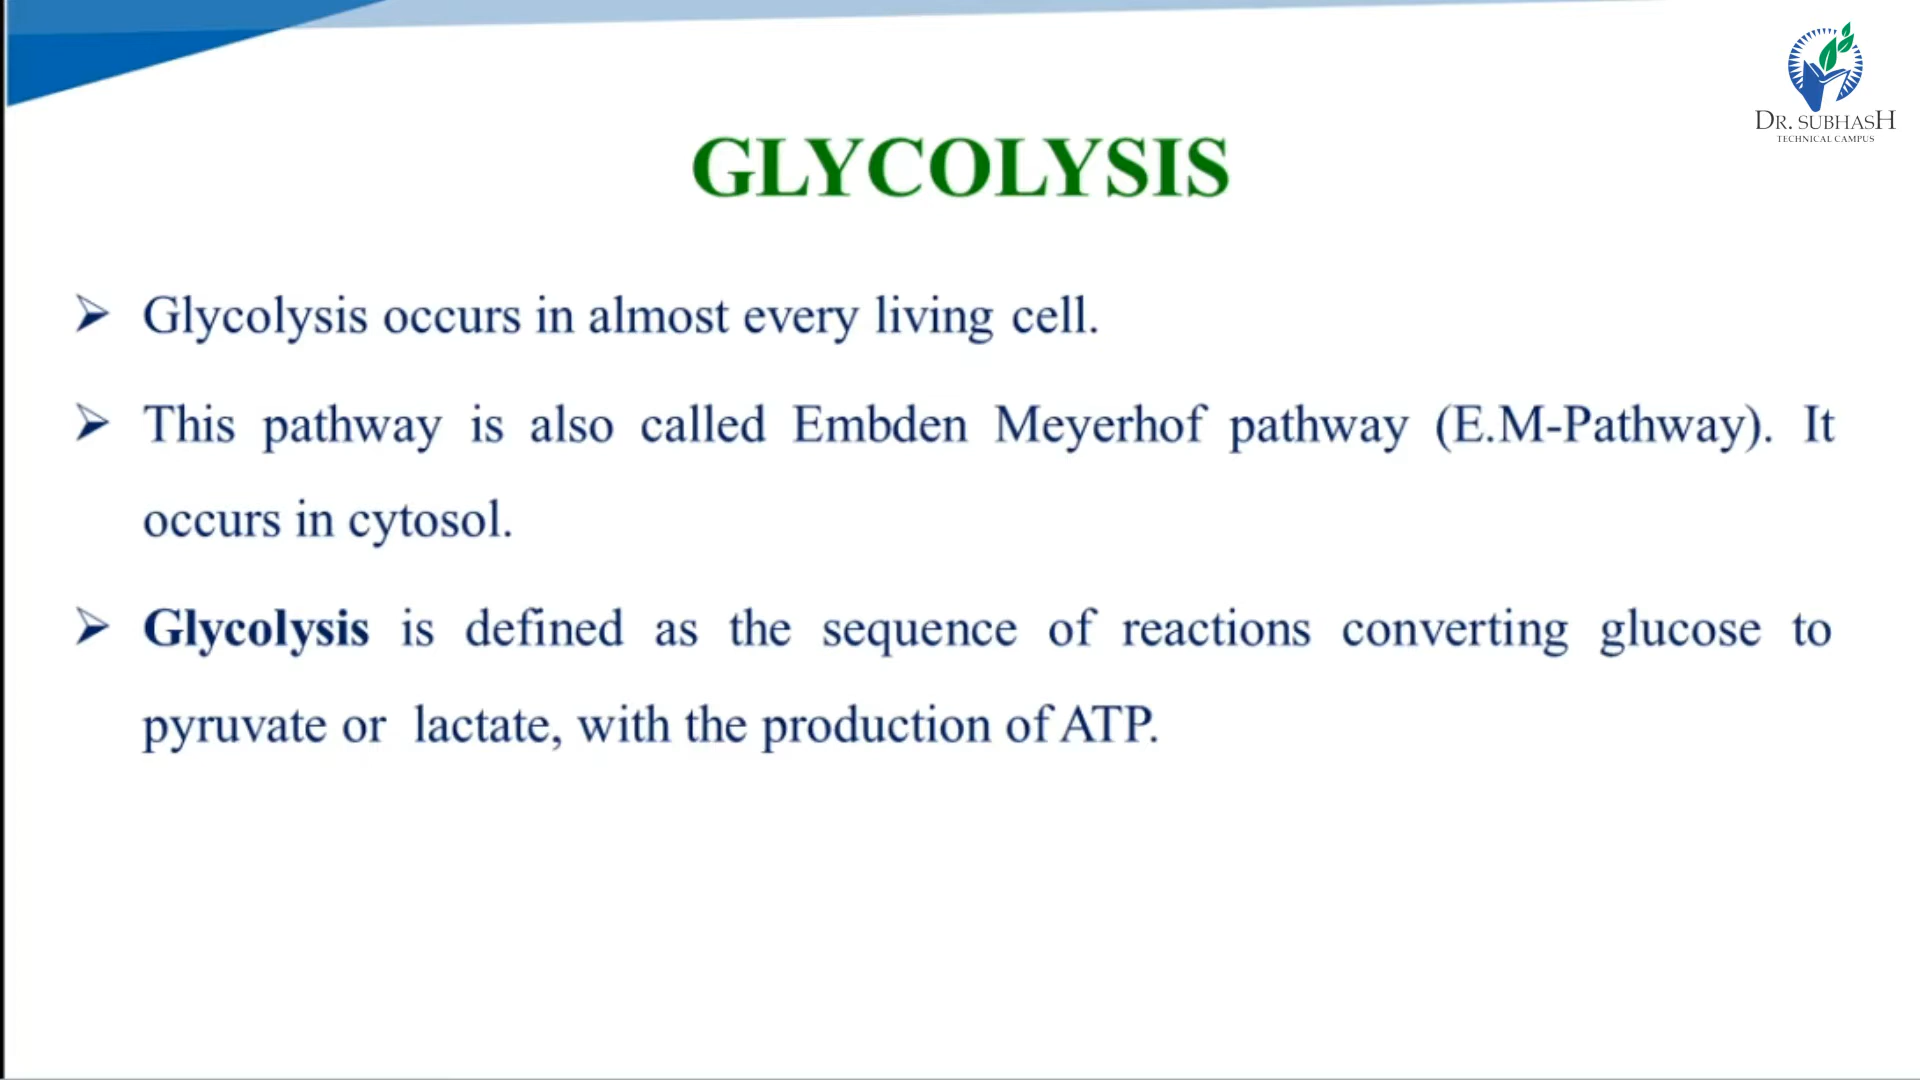 DR. SUBHASH
TECHNICAL CAMPUS
GLYCOLYSIS
Glycolysis occurs in almost every living cell.
This pathway is also called Embden Meyerhof pathway (E.M-Pathway). It
occurs in cytosol.
Glycolysis is defined as the sequence of reactions converting glucose to
pyruvate or lactate, with the production of ATP.